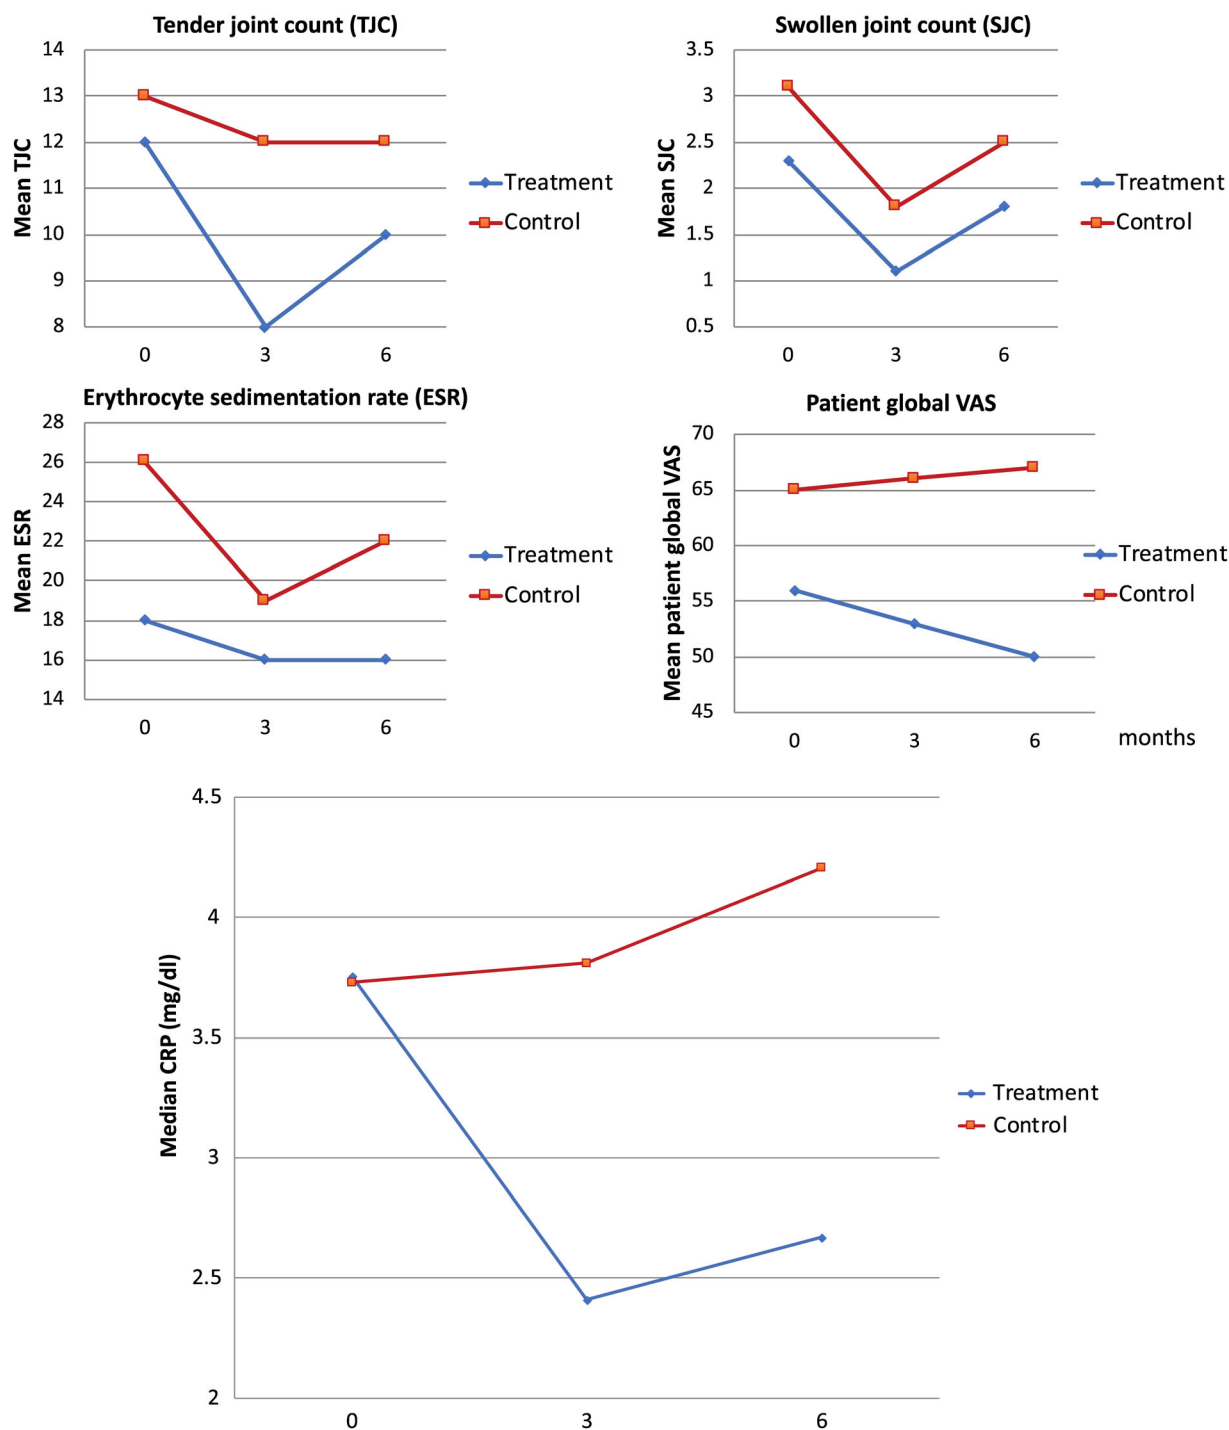 Tender joint count (TJC)
14
13
12
11
10
9
8
Mean TJC
0 3 6
Treatment
Control
Swollen joint count (SJC)
3.5
3
2.5
2
1.5
1
0.5
Mean SJC
0 3 6
Treatment
Control
Erythrocyte sedimentation rate (ESR)
28
26
24
22
20
18
16
14
Mean ESR
0 3 6
Treatment
Control
Patient global VAS
70
65
60
55
50
45
Mean patient global VAS
0 3 6 months
Treatment
Control
4.5
4
3.5
3
2.5
2
Median CRP (mg/dl)
0 3 6
Treatment
Control